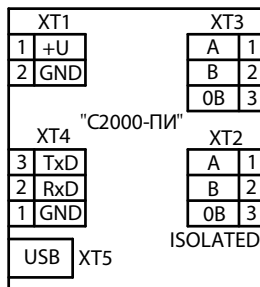 XT1
1 +U
2 GND
XT3
A 1
B 2
0B 3
"С2000-ПИ"
XT4
3 TxD
2 RxD
1 GND
XT2
A 1
B 2
0B 3
ISOLATED
USB XT5